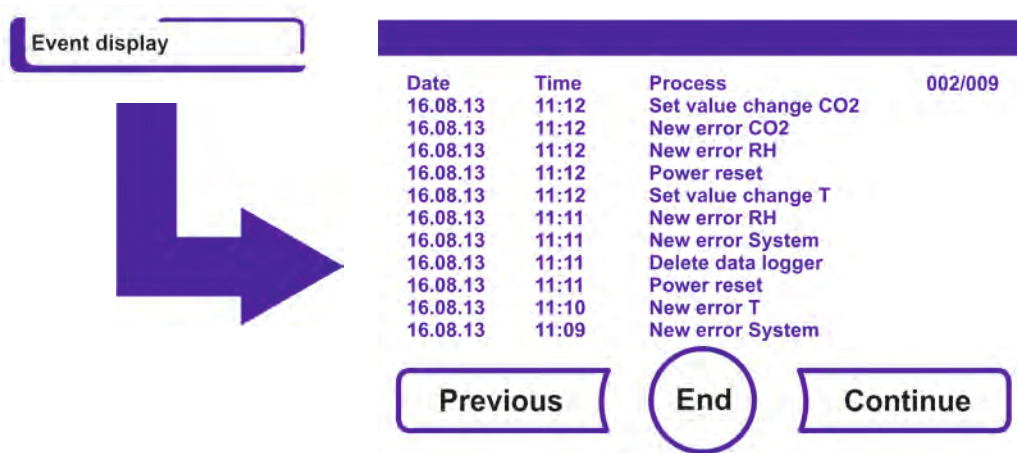 Event display
Date Time Process 002/009
16.08.13 11:12 Set value change CO2
16.08.13 11:12 New error CO2
16.08.13 11:12 New error RH
16.08.13 11:12 Power reset
16.08.13 11:12 Set value change T
16.08.13 11:11 New error RH
16.08.13 11:11 New error System
16.08.13 11:11 Delete data logger
16.08.13 11:11 Power reset
16.08.13 11:10 New error T
16.08.13 11:09 New error System
Previous End Continue